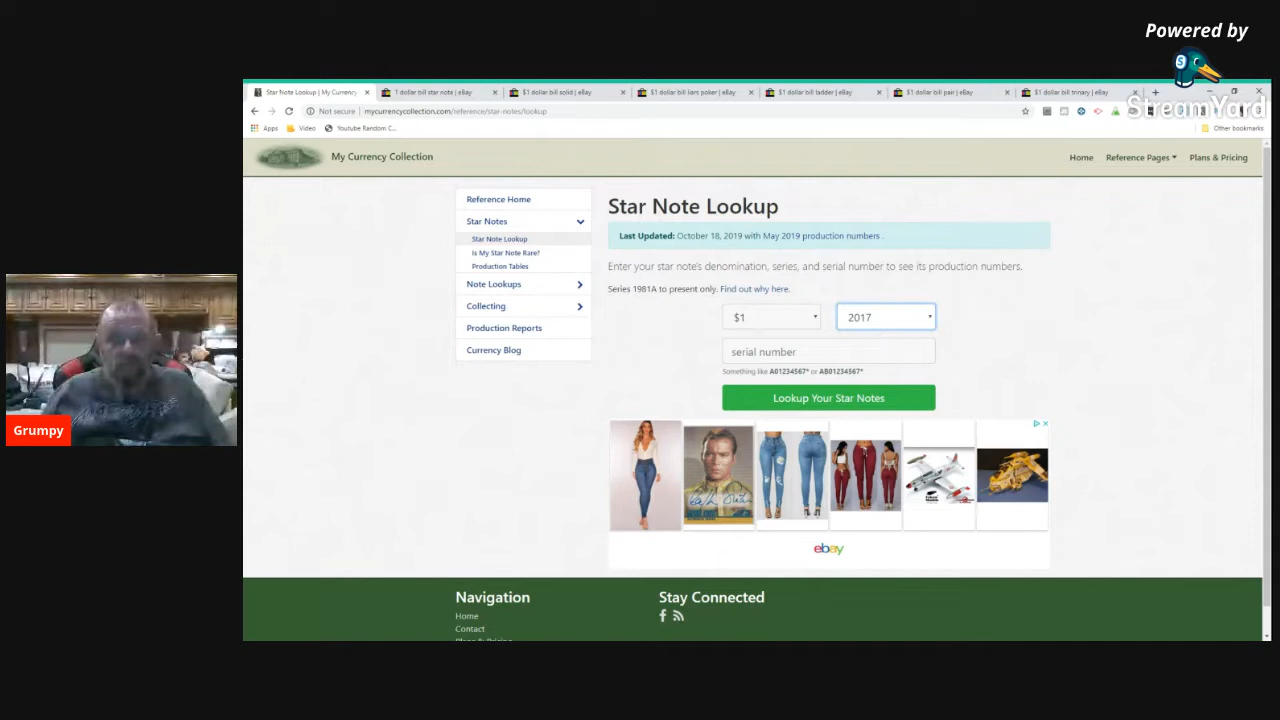 Powered by
StreamYard
Star Note Lookup | My Currency
1 dollar bill star note | eBay
$1 dollar bill solid | eBay
$1 dollar bill liars poker | eBay
$1 dollar bill ladder | eBay
$1 dollar bill pair | eBay
$1 dollar bill trinary | eBay
Not secure | mycurrencycollection.com/reference/star-notes/lookup
Apps
Video
Youtube Random C...
Other bookmarks
My Currency Collection
Home
Reference Pages
Plans & Pricing
Reference Home
Star Notes
Star Note Lookup
Is My Star Note Rare?
Production Tables
Note Lookups
Collecting
Production Reports
Currency Blog
Star Note Lookup
Last Updated: October 18, 2019 with May 2019 production numbers .
Enter your star note's denomination, series, and serial number to see its production numbers.
Series 1981A to present only. Find out why here.
$1
2017
serial number
Something like A01234567* or AB01234567*
Lookup Your Star Notes
ebay
Grumpy
Navigation
Home
Contact
Plans & Pricing
Stay Connected